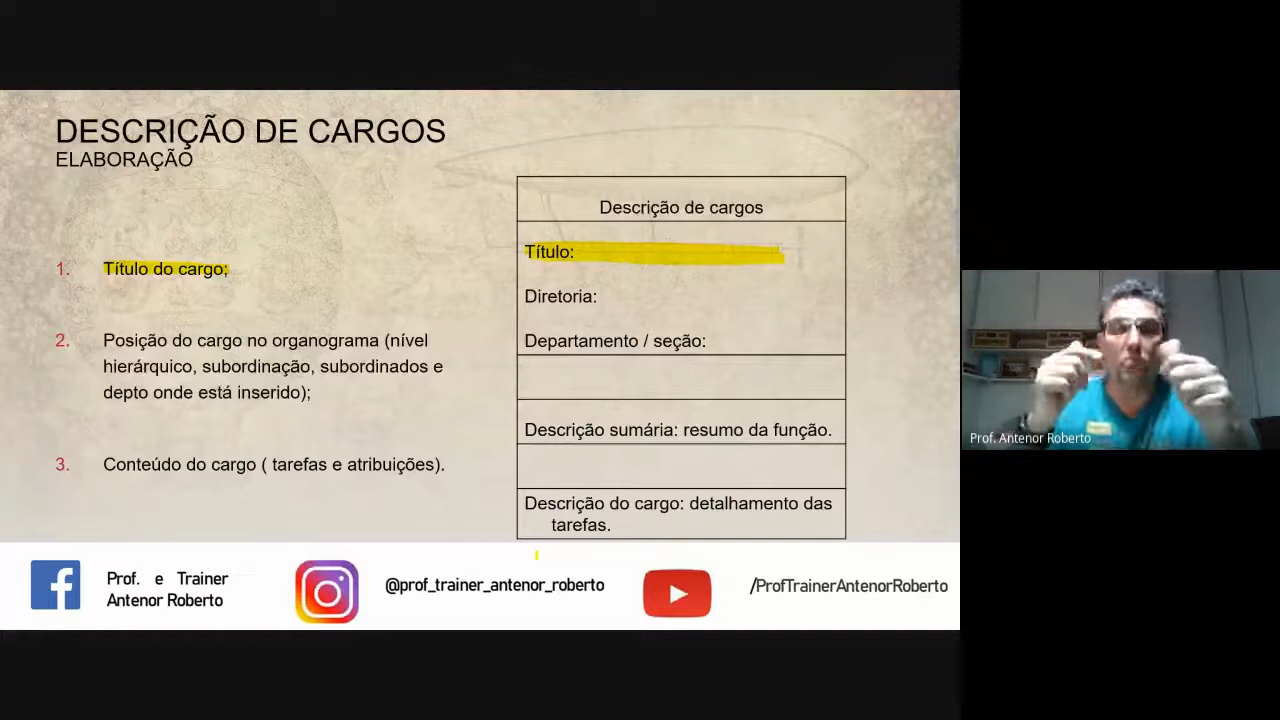 DESCRIÇÃO DE CARGOS
ELABORAÇÃO
1. Título do cargo;
2. Posição do cargo no organograma (nível
hierárquico, subordinação, subordinados e
depto onde está inserido);
3. Conteúdo do cargo ( tarefas e atribuições).
Descrição de cargos
Título:
Diretoria:
Departamento / seção:
Descrição sumária: resumo da função.
Descrição do cargo: detalhamento das
tarefas.
Prof. e Trainer
Antenor Roberto
@prof_trainer_antenor_roberto
/ProfTrainerAntenorRoberto
Prof. Antenor Roberto